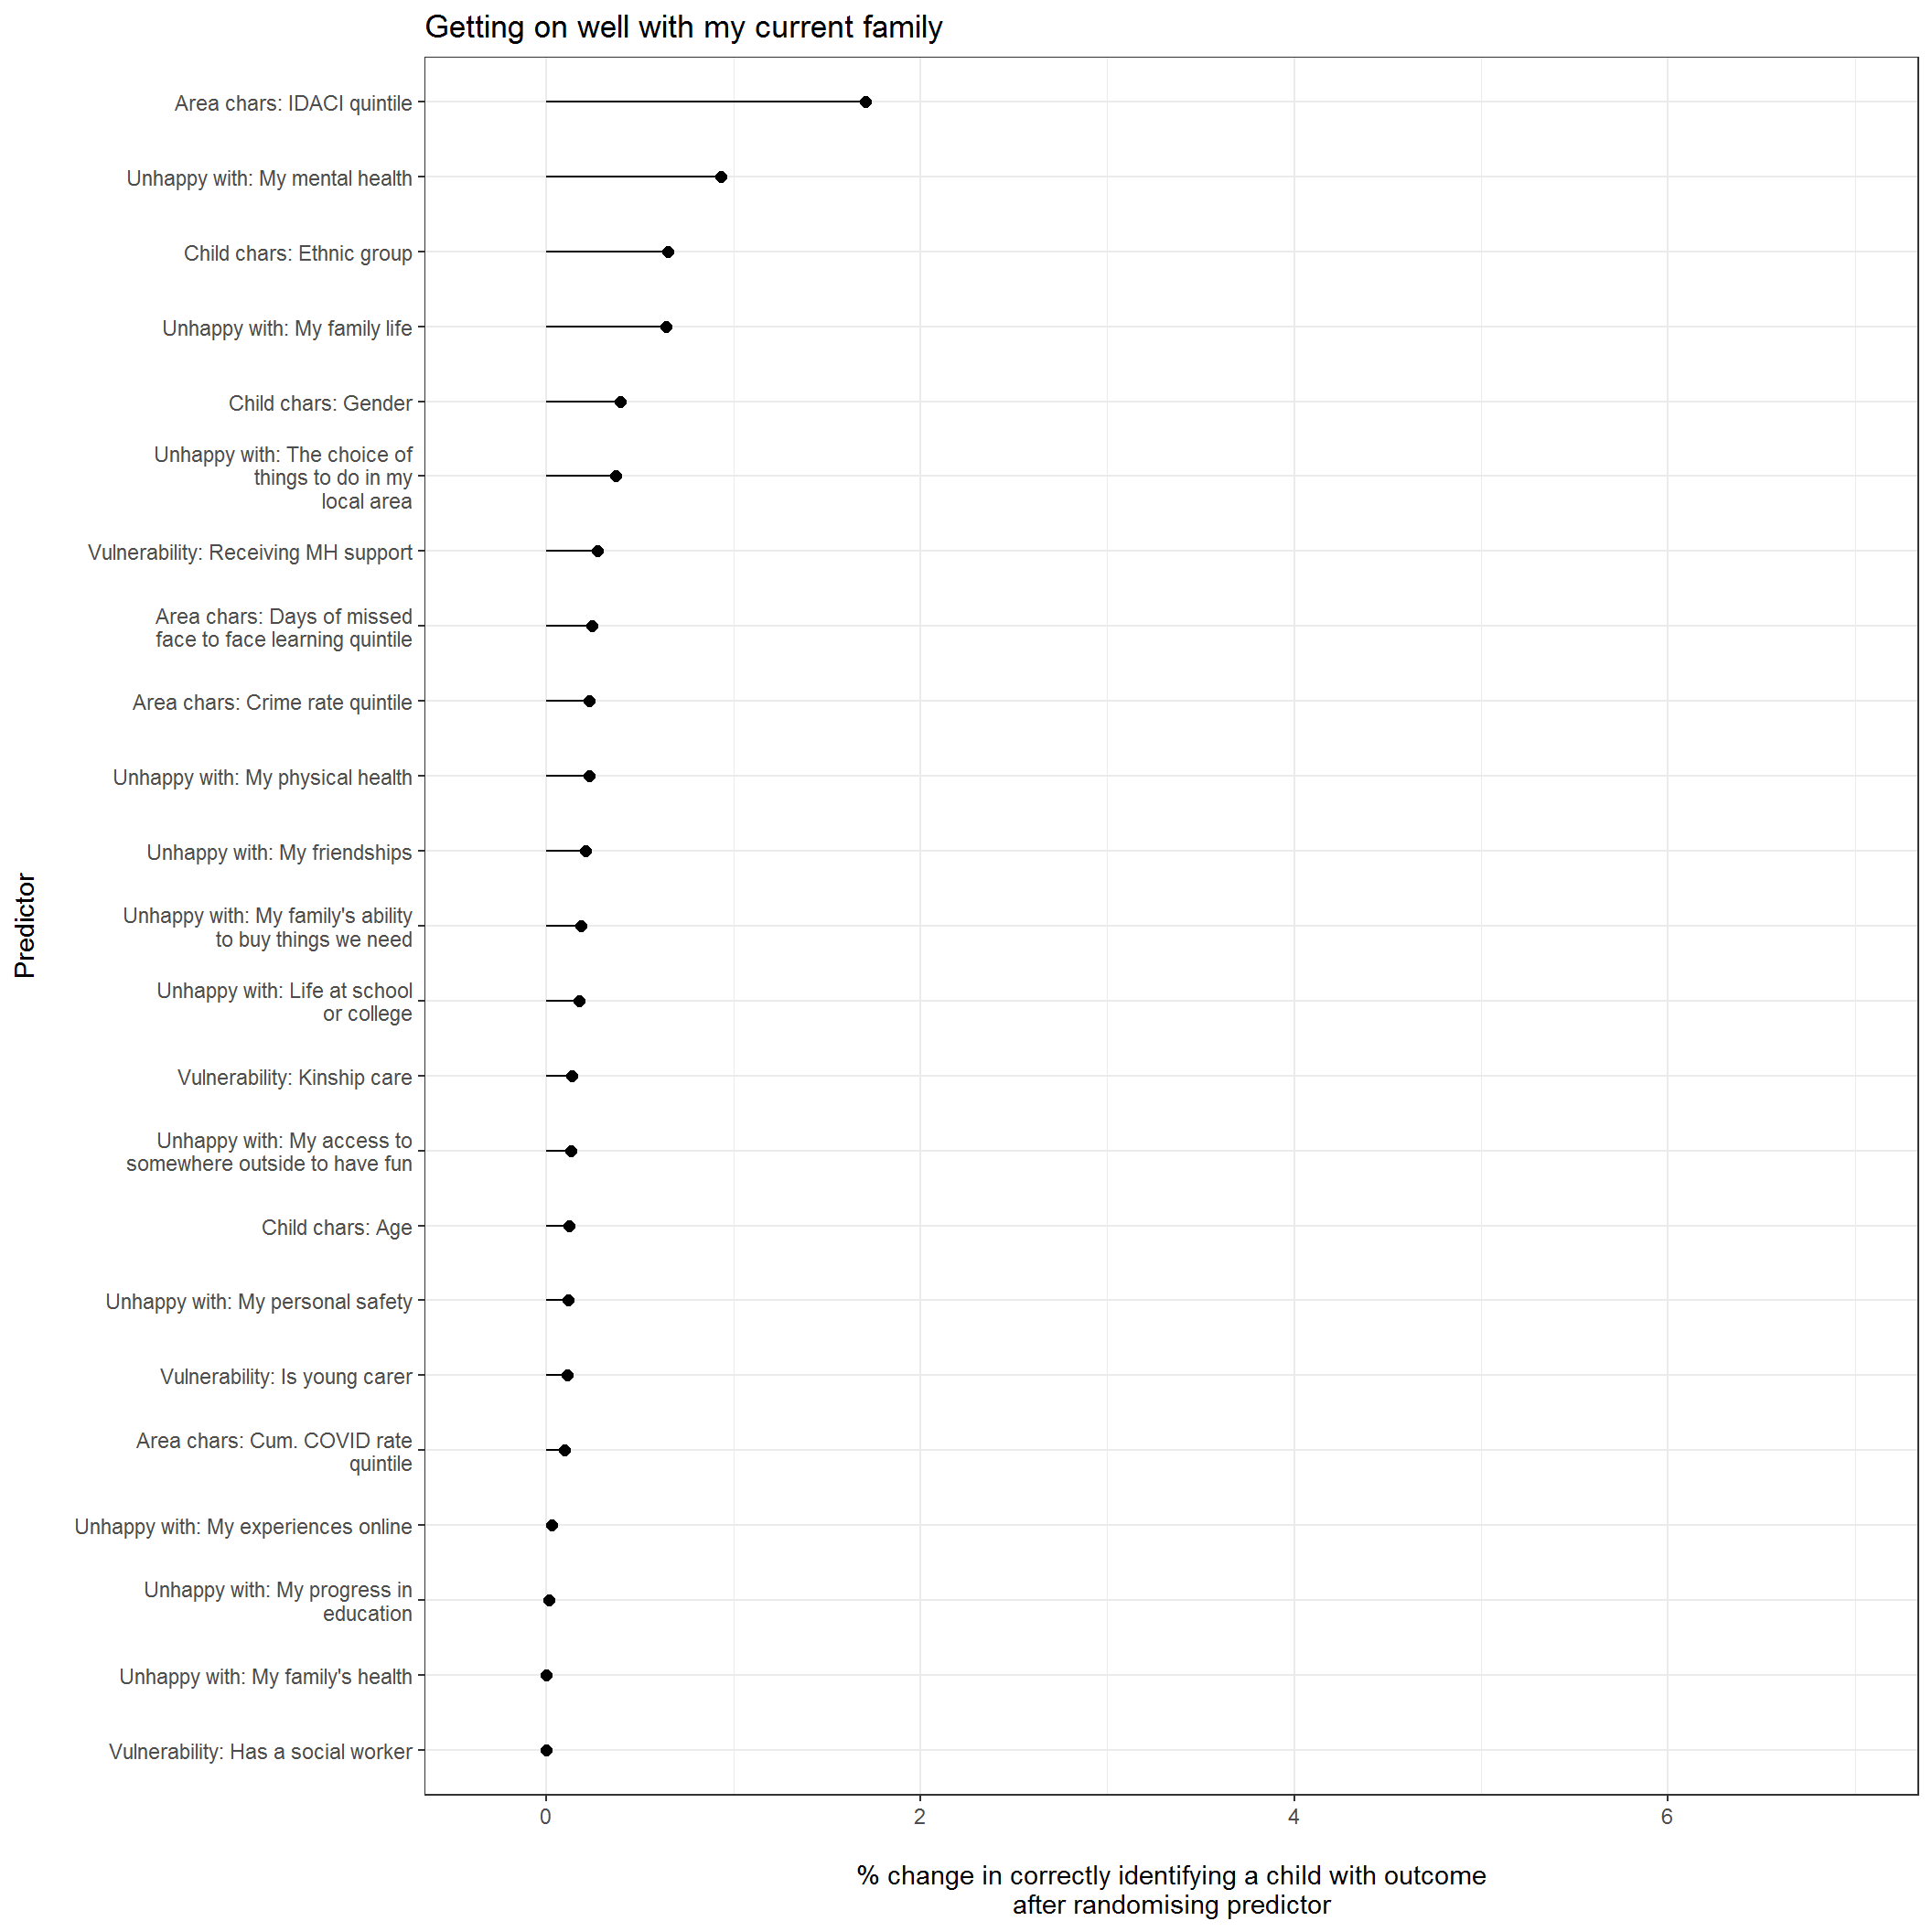 Getting on well with my current family
Area chars: IDACI quintile
Unhappy with: My mental health
Child chars: Ethnic group
Unhappy with: My family life
Child chars: Gender
Unhappy with: The choice of
things to do in my
local area
Vulnerability: Receiving MH support
Area chars: Days of missed
face to face learning quintile
Area chars: Crime rate quintile
Unhappy with: My physical health
Unhappy with: My friendships
Unhappy with: My family's ability
to buy things we need
Unhappy with: Life at school
or college
Vulnerability: Kinship care
Unhappy with: My access to
somewhere outside to have fun
Child chars: Age
Unhappy with: My personal safety
Vulnerability: Is young carer
Area chars: Cum. COVID rate
quintile
Unhappy with: My experiences online
Unhappy with: My progress in
education
Unhappy with: My family's health
Vulnerability: Has a social worker
Predictor
0 2 4 6
% change in correctly identifying a child with outcome
after randomising predictor